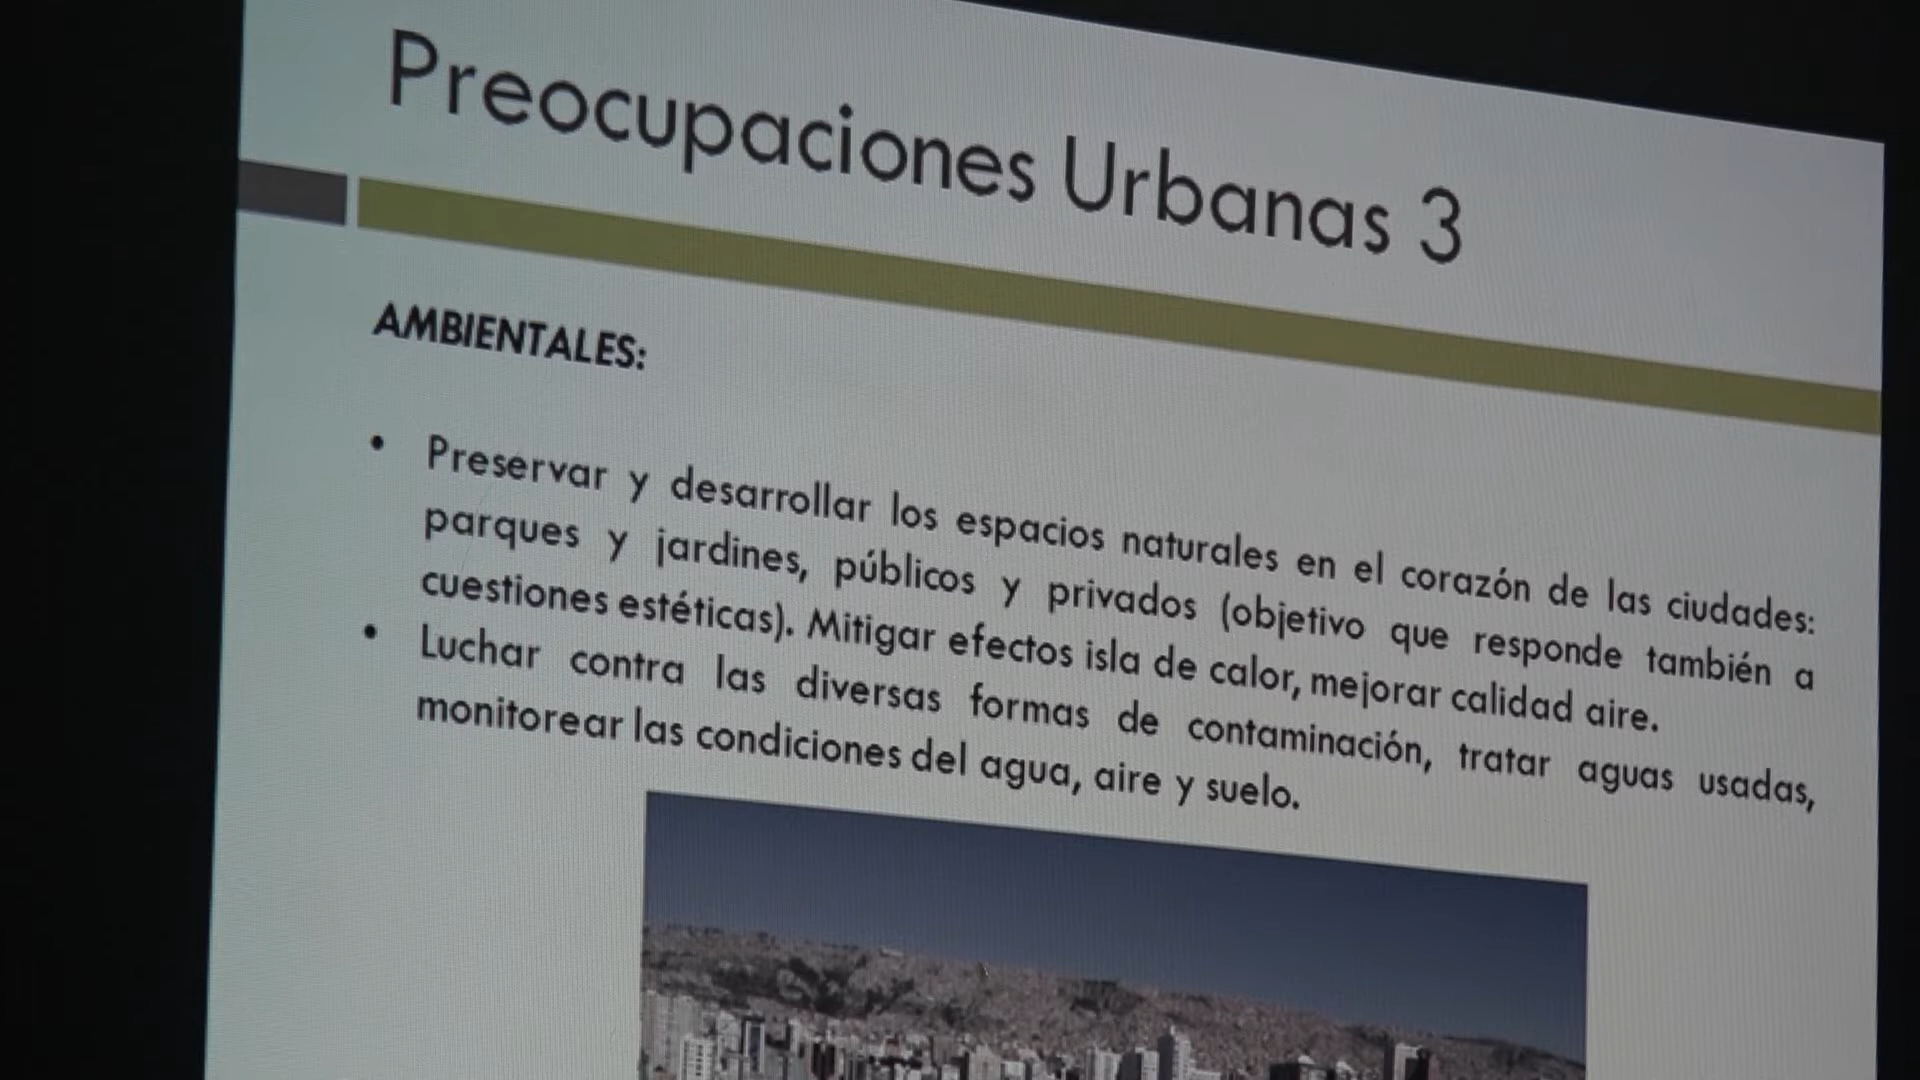 Preocupaciones Urbanas 3
AMBIENTALES:
• Preservar y desarrollar los espacios naturales en el corazón de las ciudades:
parques y jardines, públicos y privados (objetivo que responde también a
cuestiones estéticas). Mitigar efectos isla de calor, mejorar calidad aire.
• Luchar contra las diversas formas de contaminación, tratar aguas usadas,
monitorear las condiciones del agua, aire y suelo.